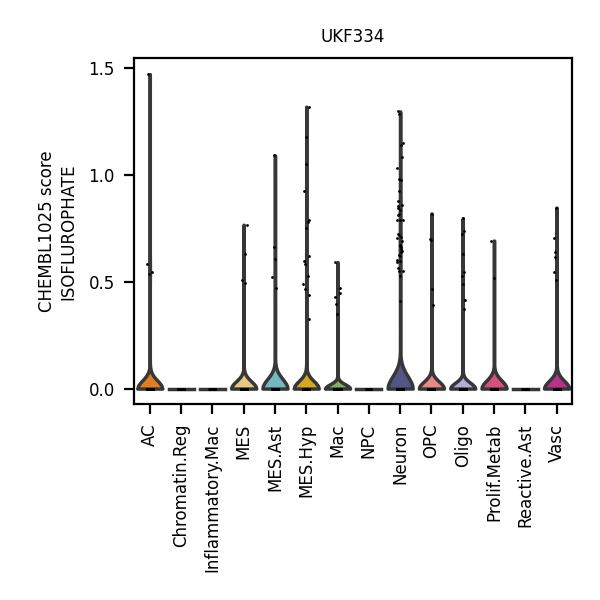 UKF334
CHEMBL1025 score
ISOFLUROPHATE
1.5
1.0
0.5
0.0
AC
Chromatin.Reg
Inflammatory.Mac
MES
MES.Ast
MES.Hyp
Mac
NPC
Neuron
OPC
Oligo
Prolif.Metab
Reactive.Ast
Vasc